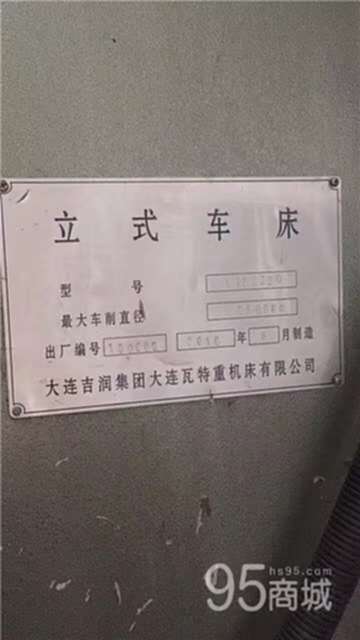 立式车床
型号
最大车削直径
出厂编号 年 月制造
大连吉润集团大连瓦特重机床有限公司
hs95.com
95商城